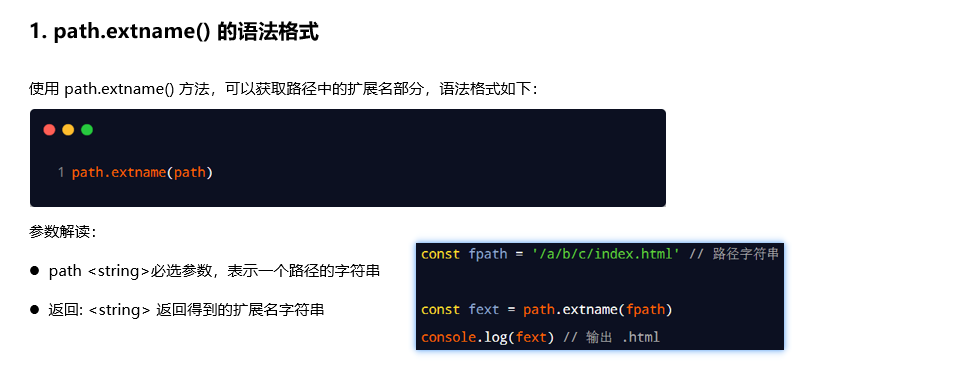 1. path.extname() 的语法格式
使用 path.extname() 方法，可以获取路径中的扩展名部分，语法格式如下：
1 path.extname(path)
参数解读：
● path <string>必选参数，表示一个路径的字符串
● 返回: <string> 返回得到的扩展名字符串
const fpath = '/a/b/c/index.html' // 路径字符串
const fext = path.extname(fpath)
console.log(fext) // 输出 .html